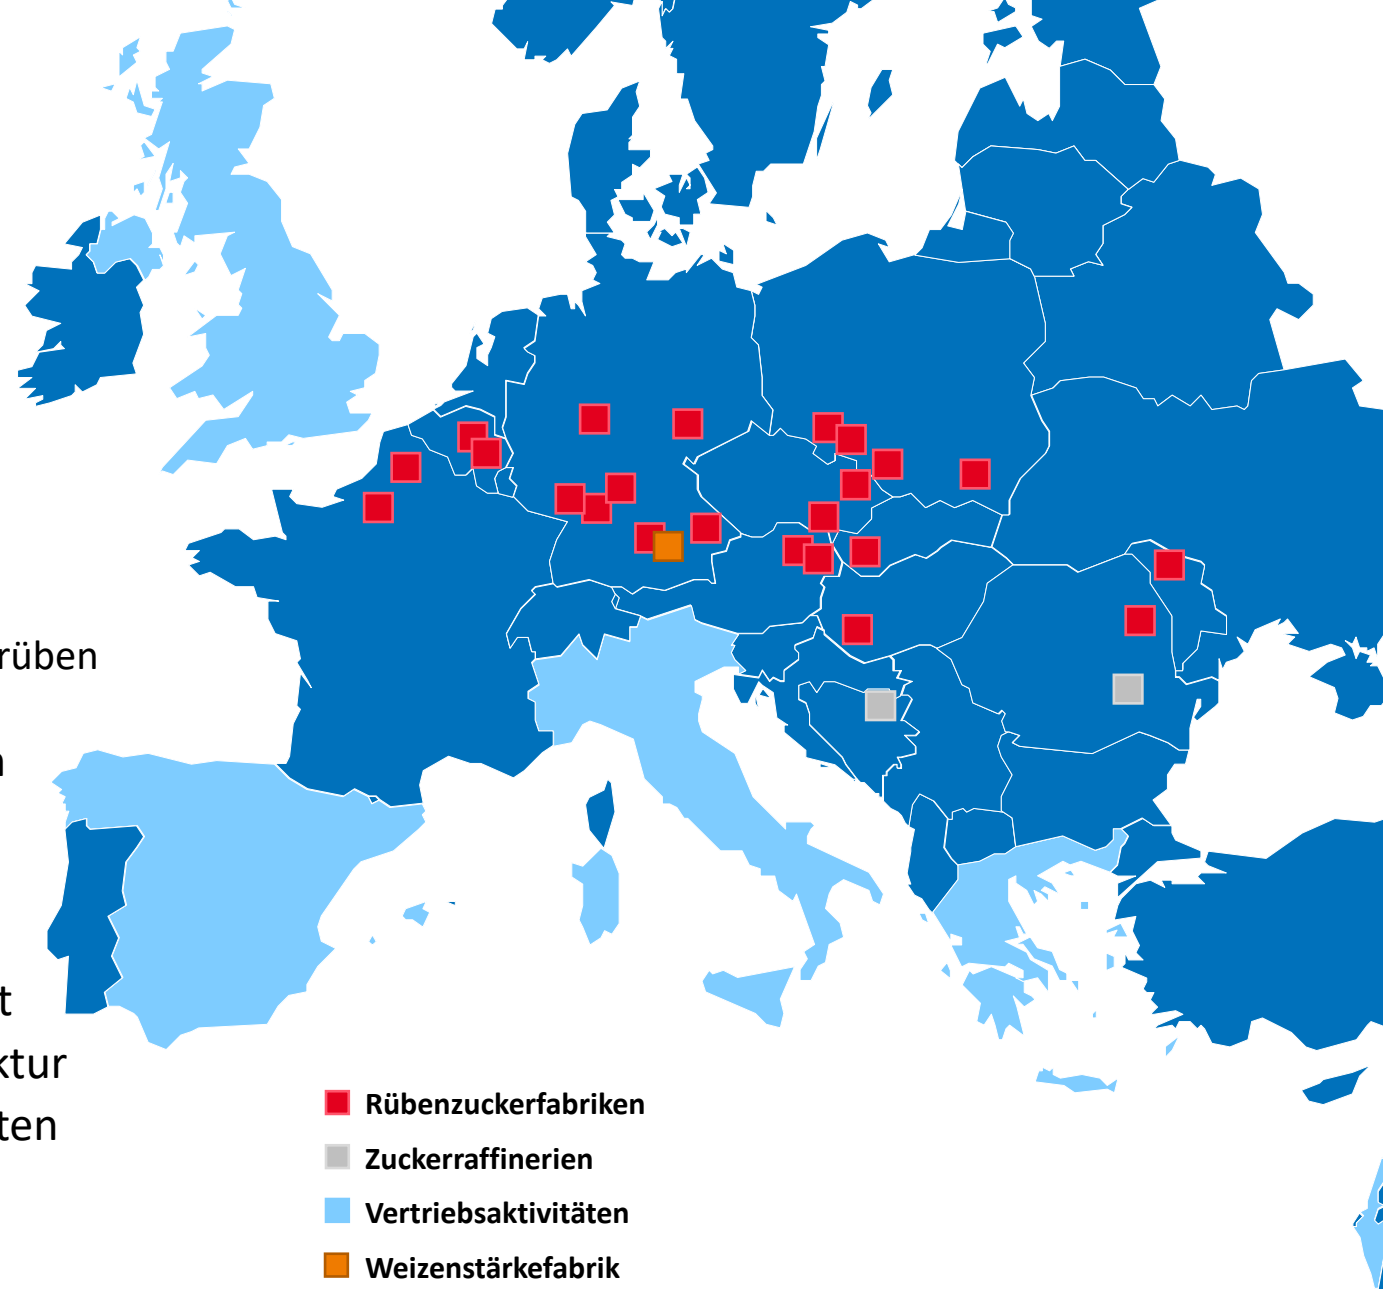 rüben
n
t
ktur
ten
Rübenzuckerfabriken
Zuckerraffinerien
Vertriebsaktivitäten
Weizenstärkefabrik